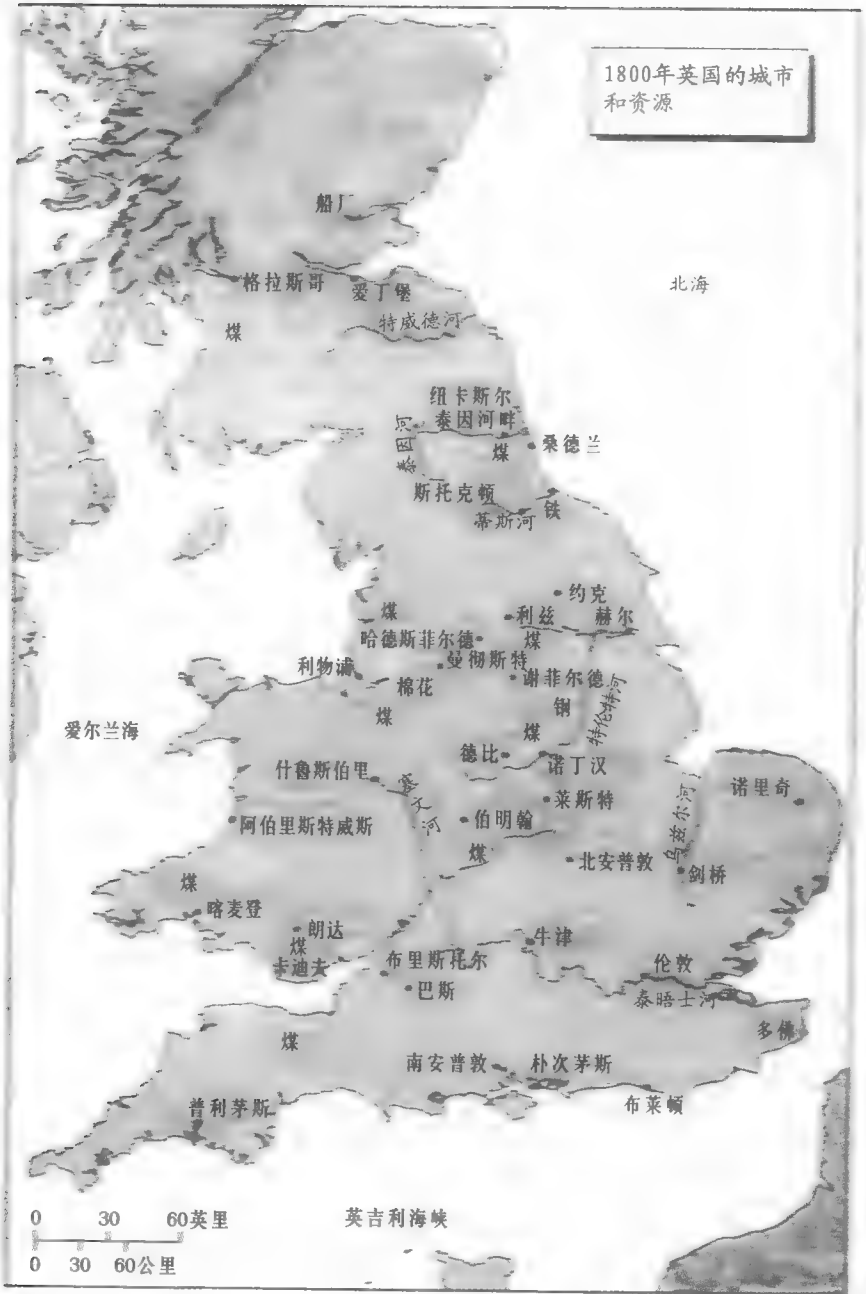 1800年英国的城市
和资源
船厂
北海
格拉斯哥
爱丁堡
特威德河
煤
纽卡斯尔
泰因河畔
泰因河
煤
桑德兰
斯托克顿
铁
蒂斯河
约克
煤
利兹
赫尔
哈德斯菲尔德
煤
曼彻斯特
利物浦
谢菲尔德
棉花
钢
特伦特河
煤
爱尔兰海
煤
德比
诺丁汉
什鲁斯伯里
塞文河
莱斯特
诺里奇
乌兹尔河
阿伯里斯特威斯
伯明翰
煤
北安普敦
剑桥
煤
喀麦登
朗达
煤
牛津
卡迪夫
布里斯托尔
伦敦
巴斯
泰晤士河
多佛
煤
南安普敦
朴次茅斯
普利茅斯
布莱顿
0 30 60英里
英吉利海峡
0 30 60公里